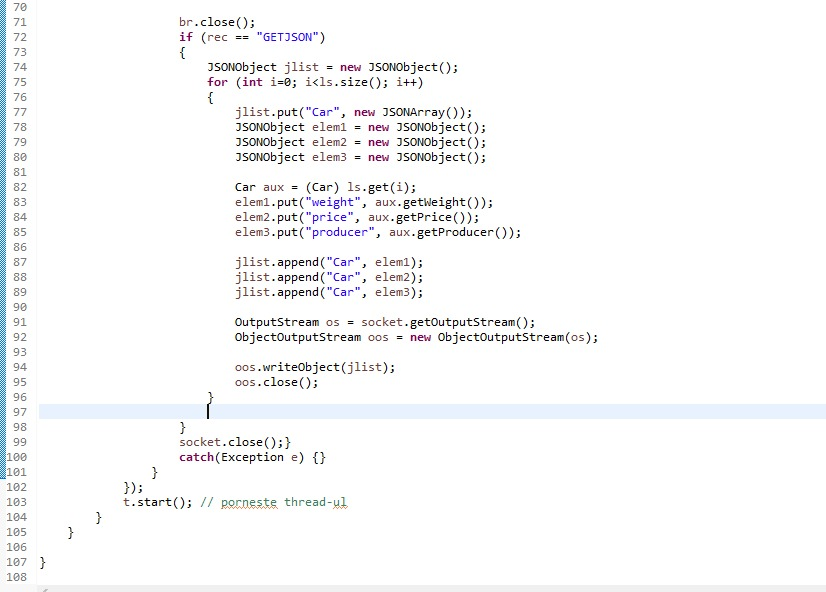 70
71 br.close();
72 if (rec == "GETJSON")
73 {
74 JSONObject jlist = new JSONObject();
75 for (int i=0; i<ls.size(); i++)
76 {
77 jlist.put("Car", new JSONArray());
78 JSONObject elem1 = new JSONObject();
79 JSONObject elem2 = new JSONObject();
80 JSONObject elem3 = new JSONObject();
81
82 Car aux = (Car) ls.get(i);
83 elem1.put("weight", aux.getWeight());
84 elem2.put("price", aux.getPrice());
85 elem3.put("producer", aux.getProducer());
86
87 jlist.append("Car", elem1);
88 jlist.append("Car", elem2);
89 jlist.append("Car", elem3);
90
91 OutputStream os = socket.getOutputStream();
92 ObjectOutputStream oos = new ObjectOutputStream(os);
93
94 oos.writeObject(jlist);
95 oos.close();
96 }
97
98 }
99 socket.close();}
100 catch(Exception e) {}
101 }
102 });
103 t.start(); // porneste thread-ul
104 }
105 }
106
107 }
108